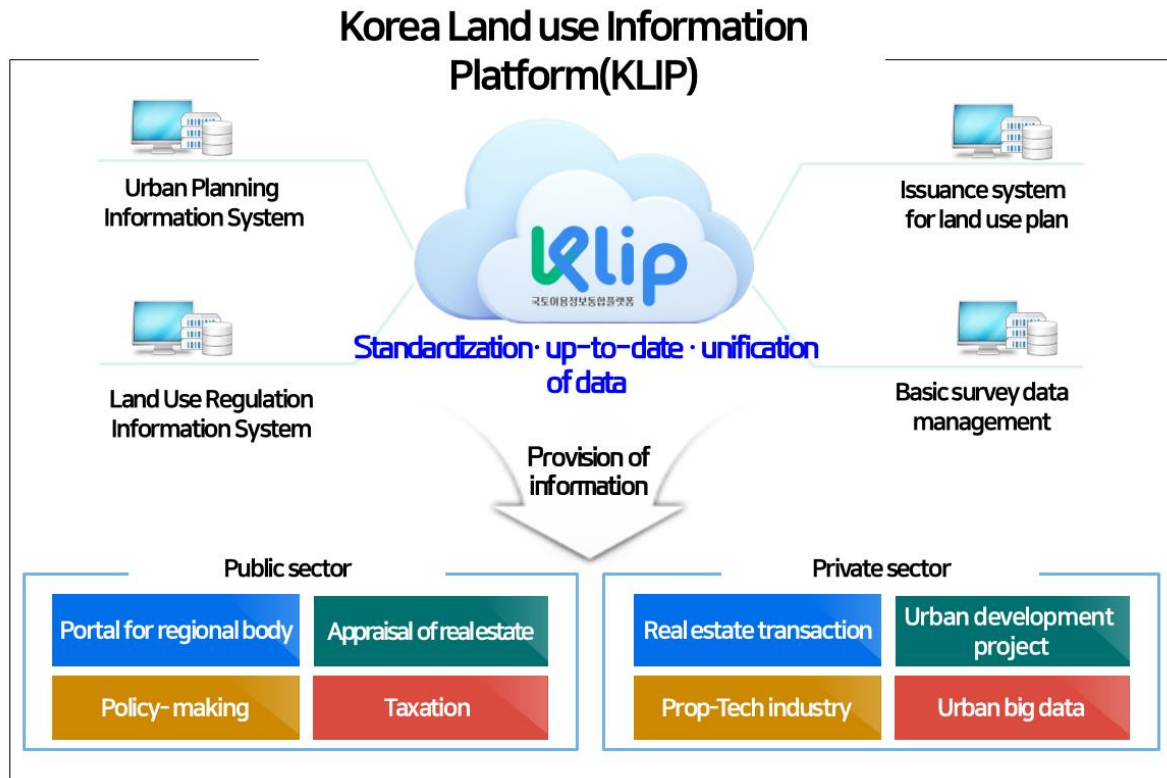 Korea Land use Information
Platform(KLIP)
Urban Planning
Information System
Issuance system
for land use plan
Klip
국토이용정보통합플랫폼
Standardization· up-to-date · unification
of data
Land Use Regulation
Information System
Basic survey data
management
Provision of
information
Public sector
Portal for regional body
Appraisal of real estate
Policy- making
Taxation
Private sector
Real estate transaction
Urban development
project
Prop-Tech industry
Urban big data